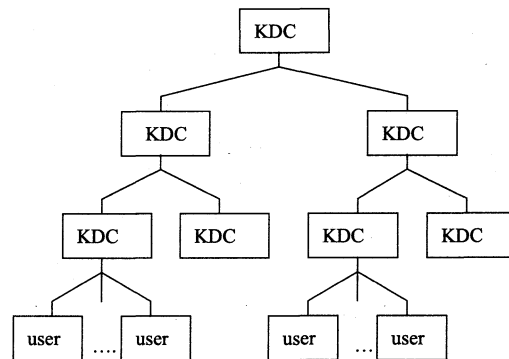 KDC
KDC KDC
KDC KDC KDC KDC
user .... user user ... user